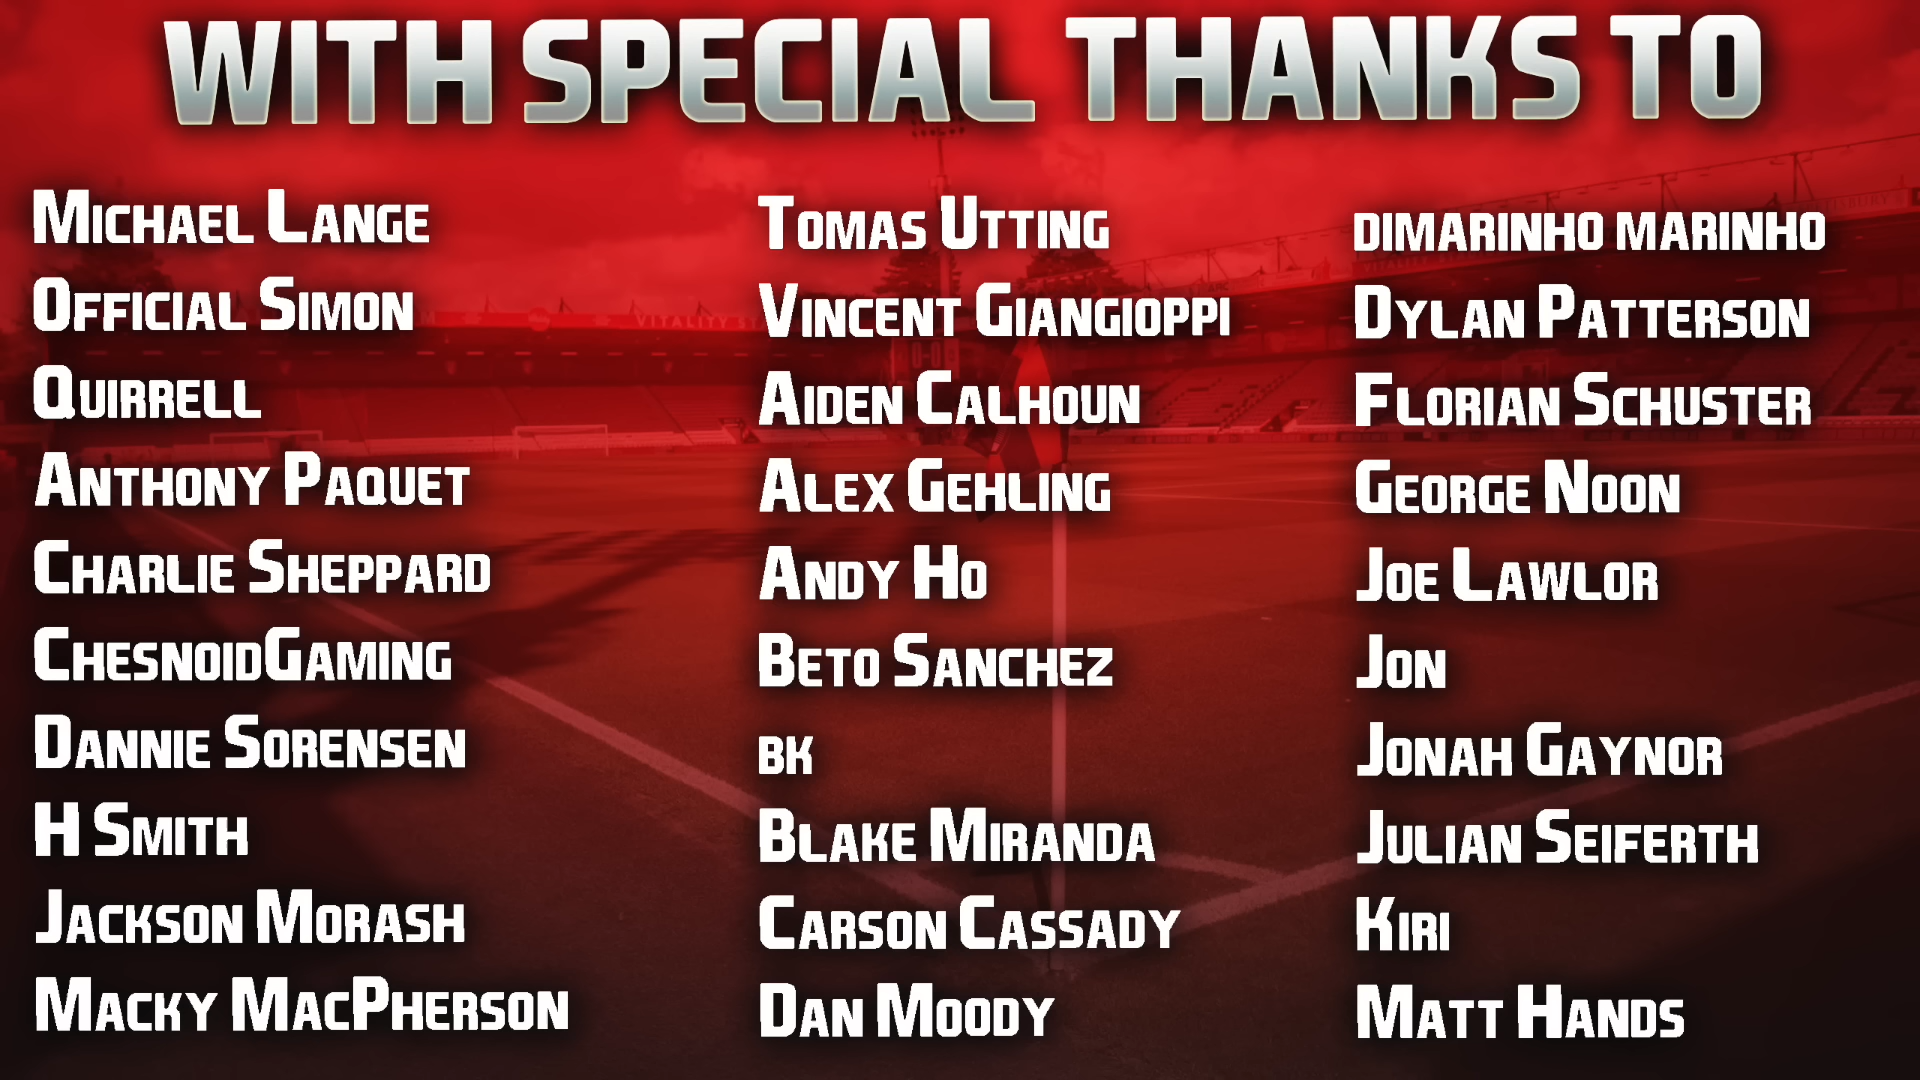 WITH SPECIAL THANKS TO
Michael Lange
Official Simon
Quirrell
Anthony Paquet
Charlie Sheppard
ChesnoidGaming
Dannie Sorensen
H Smith
Jackson Morash
Macky MacPherson
Tomas Utting
Vincent Giangioppi
Aiden Calhoun
Alex Gehling
Andy Ho
Beto Sanchez
bk
Blake Miranda
Carson Cassady
Dan Moody
dimarinho marinho
Dylan Patterson
Florian Schuster
George Noon
Joe Lawlor
Jon
Jonah Gaynor
Julian Seiferth
Kiri
Matt Hands
VITALITY